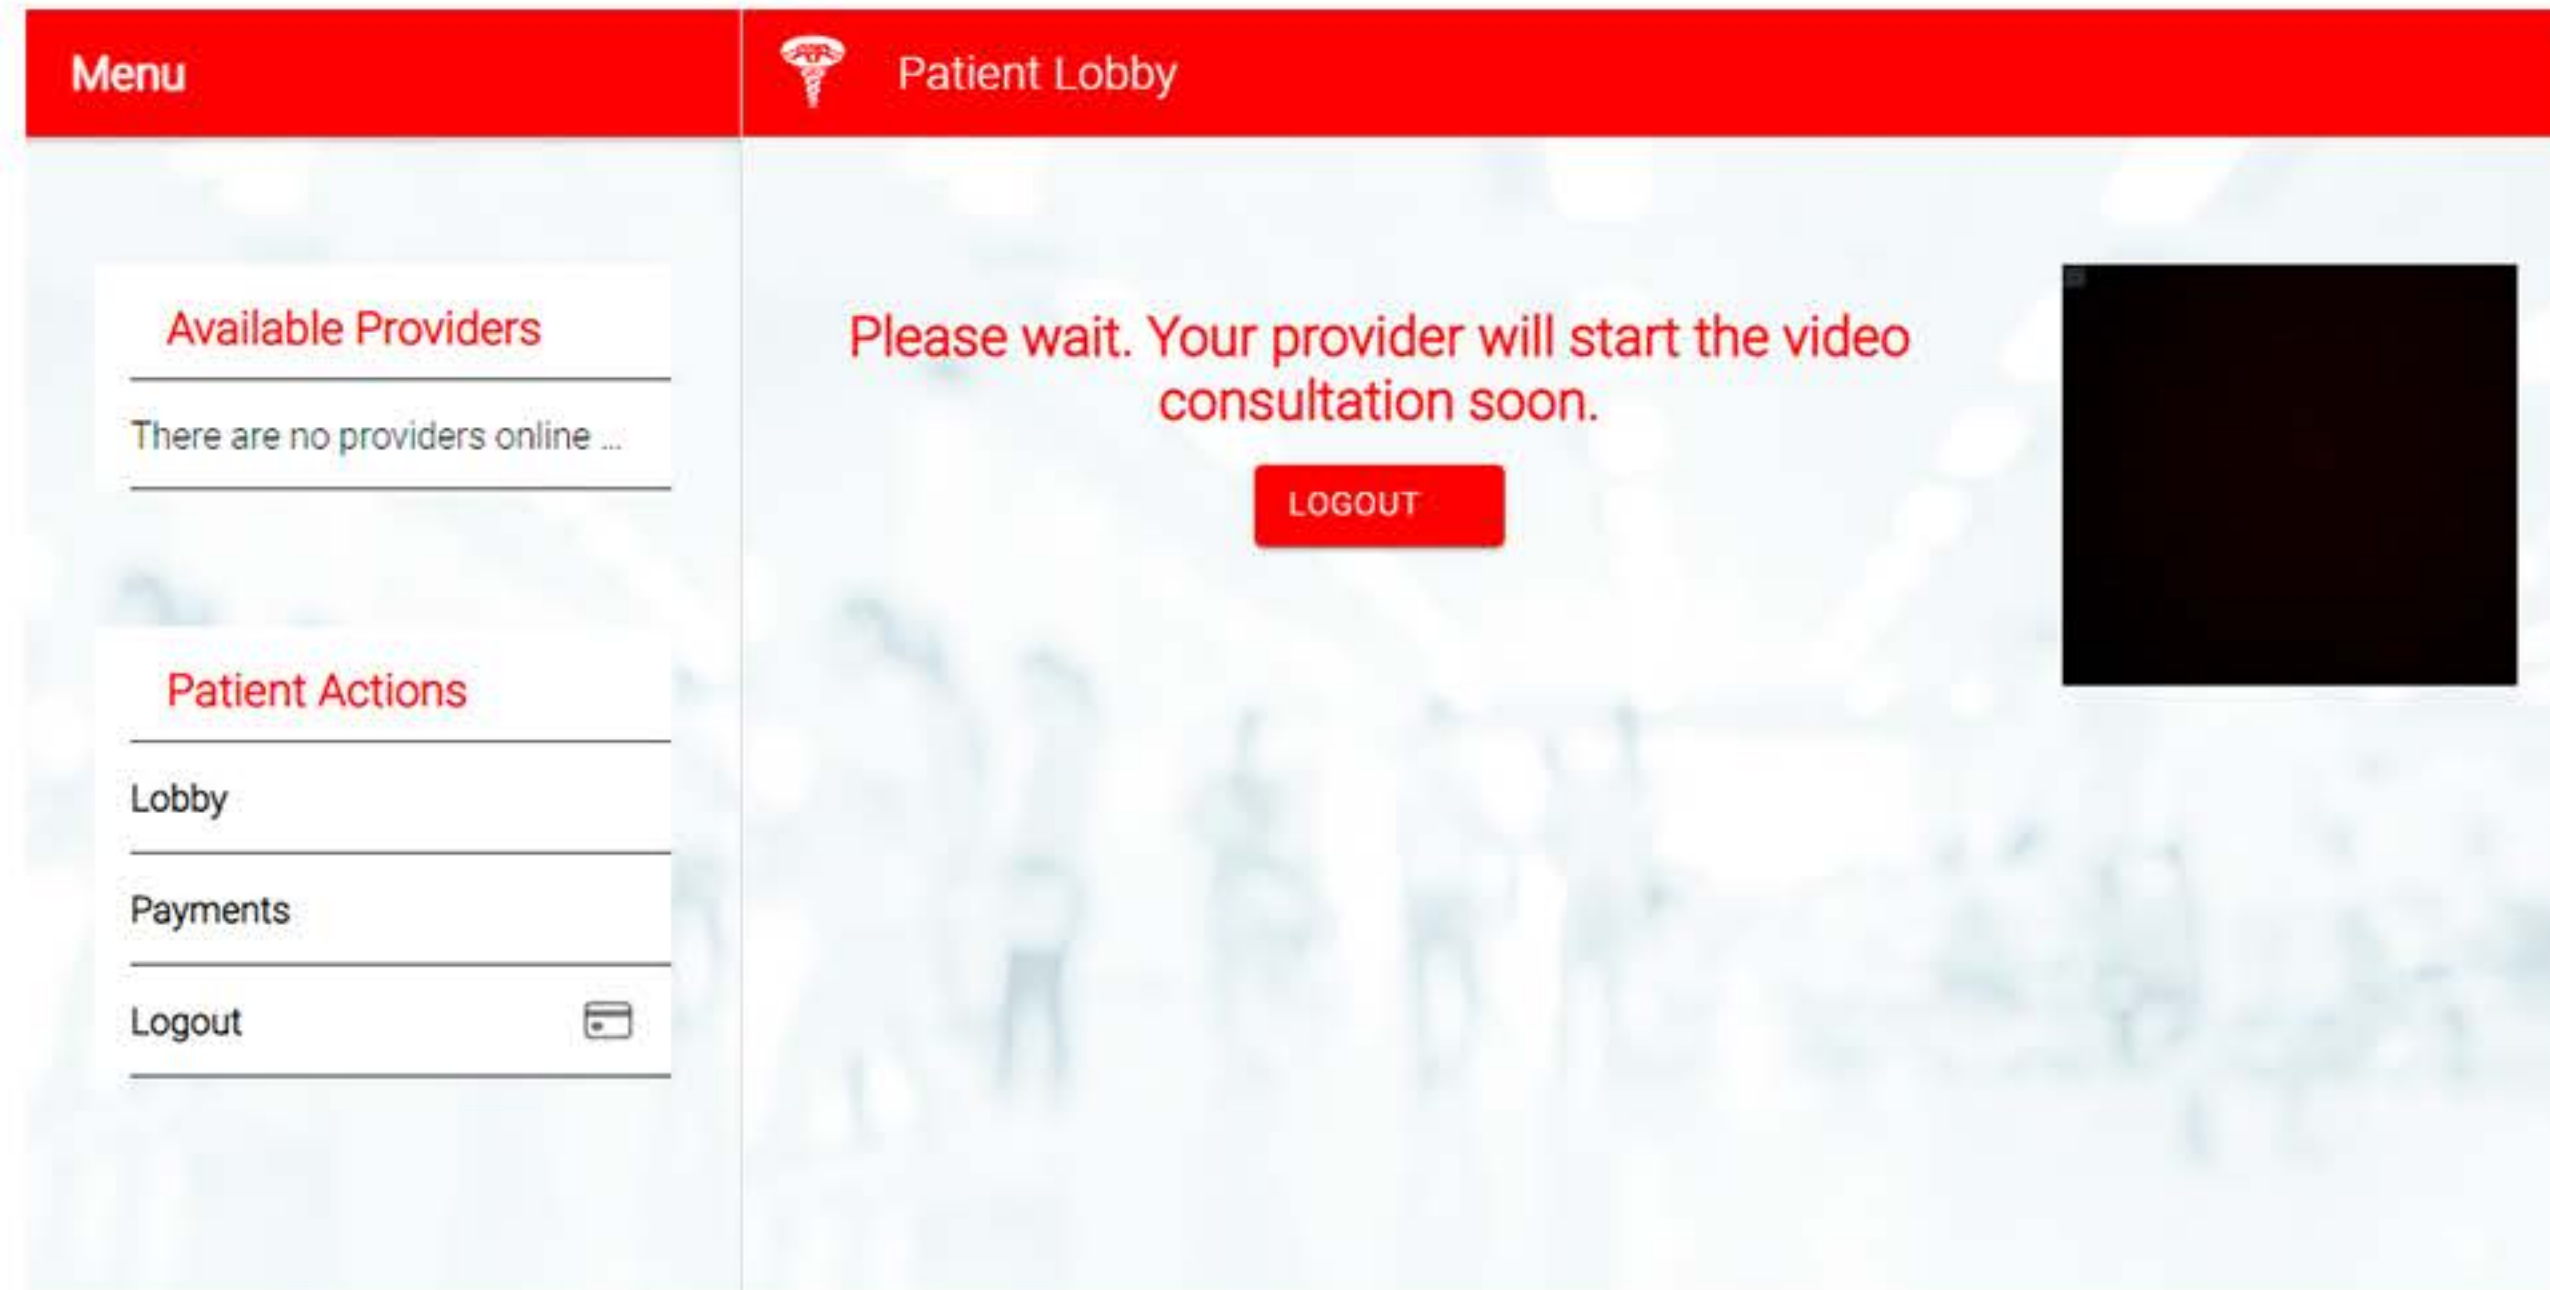 Menu
Patient Lobby
Available Providers
There are no providers online ...
Patient Actions
Lobby
Payments
Logout
Please wait. Your provider will start the video
consultation soon.
LOGOUT